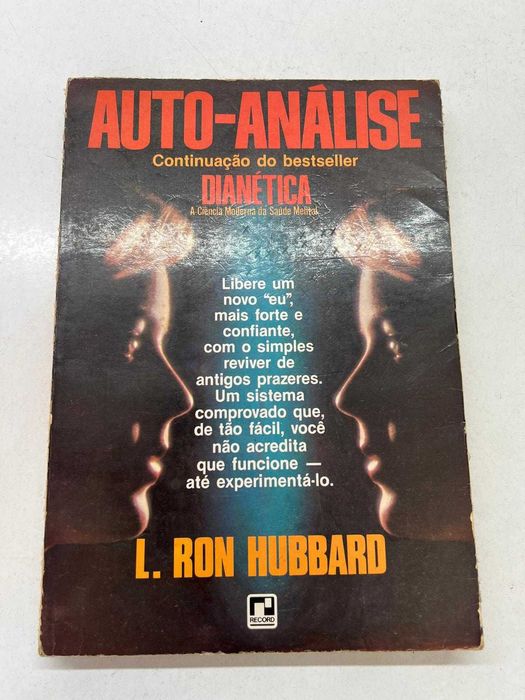 AUTO-ANÁLISE
Continuação do bestseller
DIANÉTICA
A Ciência Moderna da Saúde Mental
Libere um
novo "eu",
mais forte e
confiante,
com o simples
reviver de
antigos prazeres.
Um sistema
comprovado que,
de tão fácil, você
não acredita
que funcione —
até experimentá-lo.
L. RON HUBBARD
RECORD